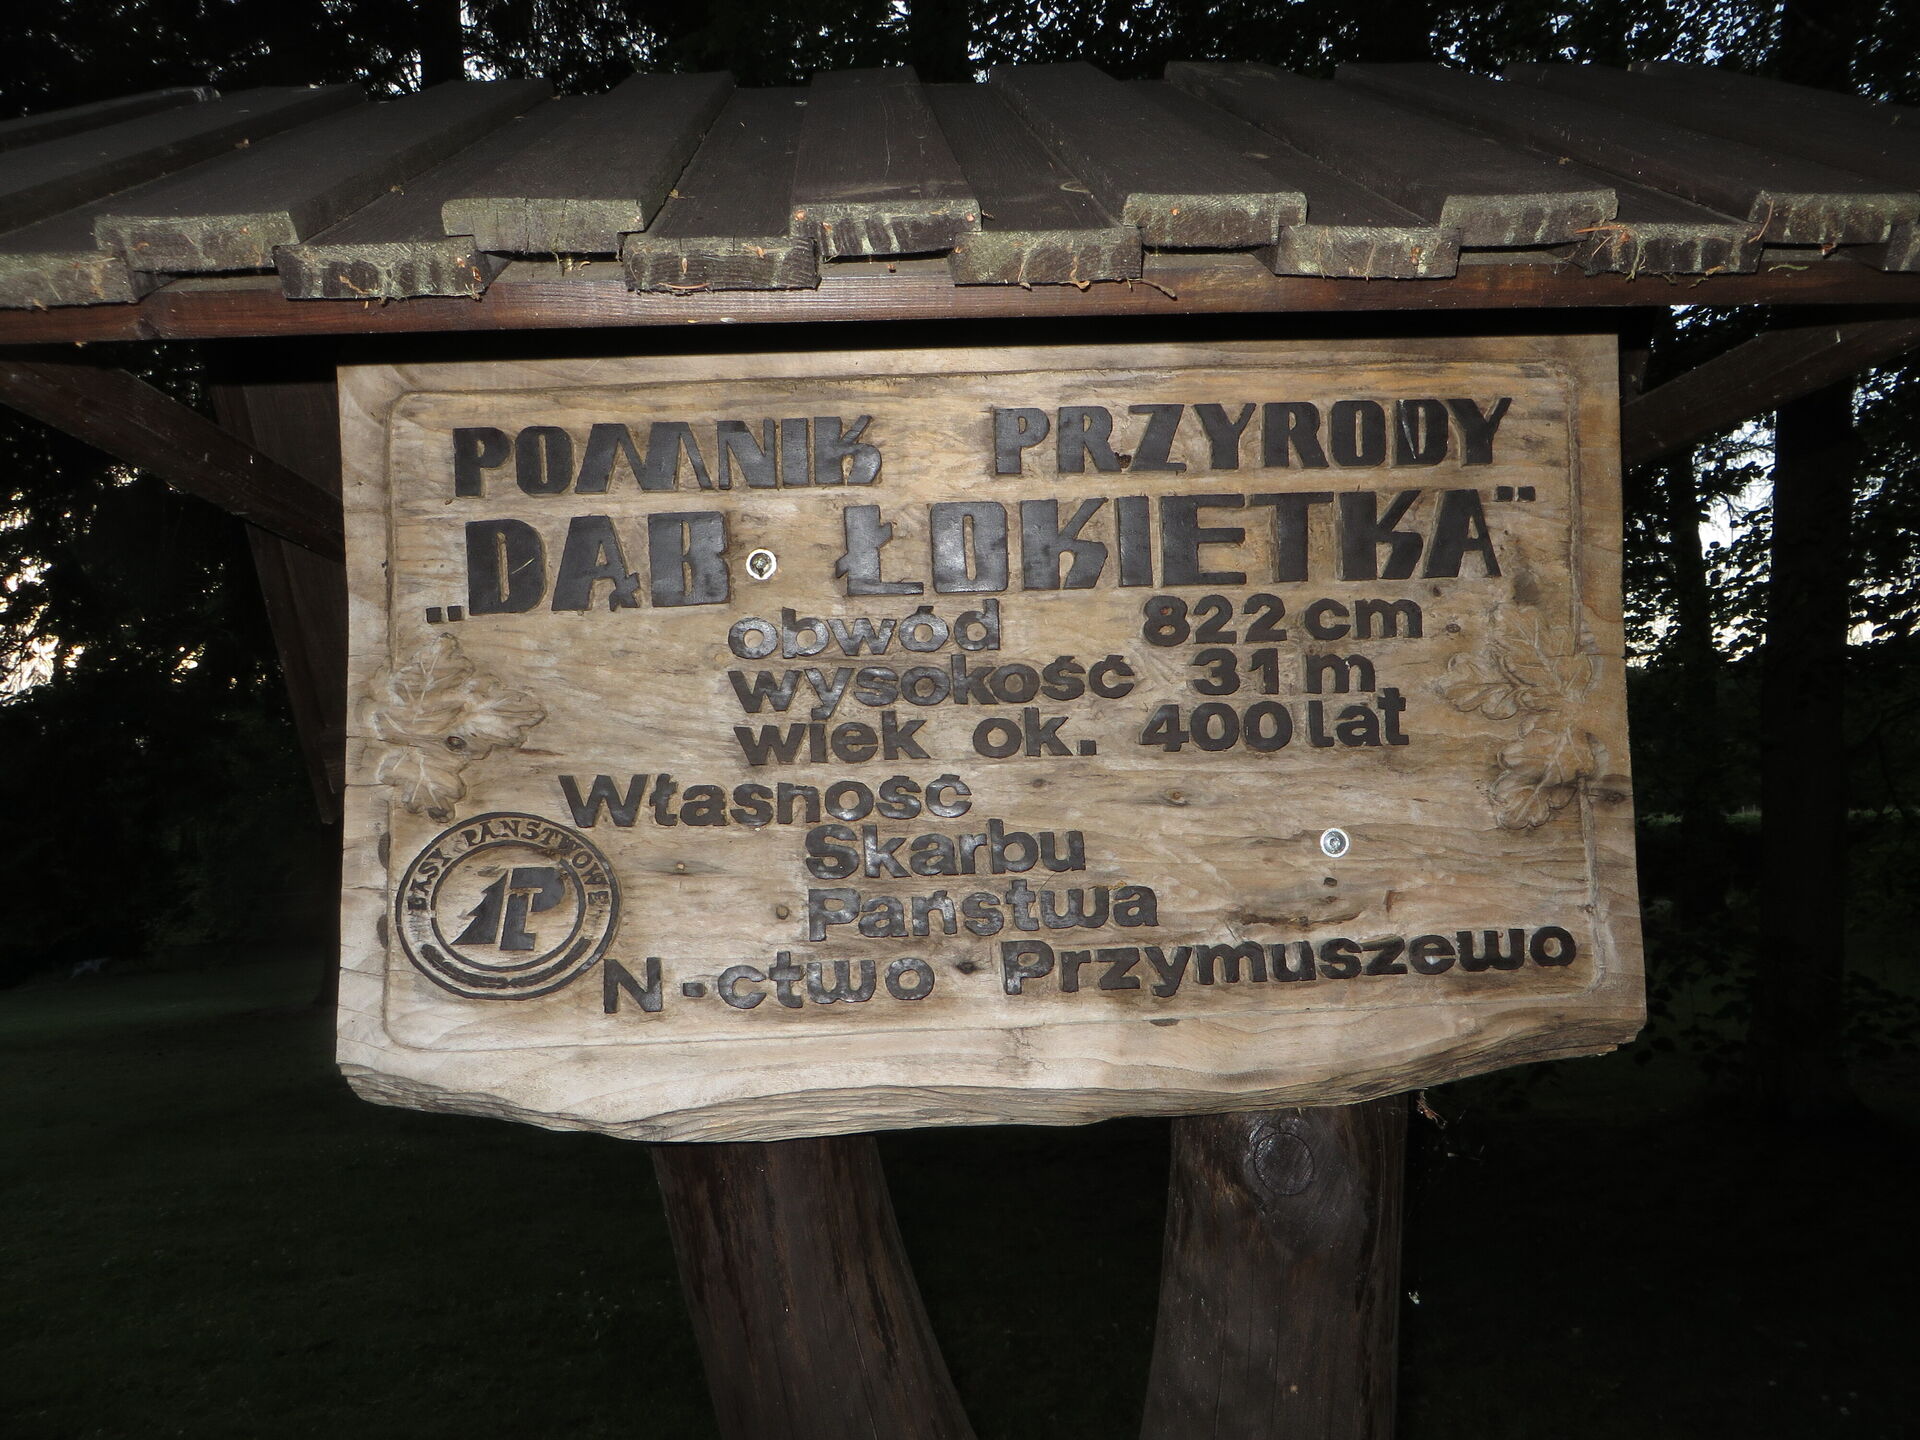 POMNIK PRZYRODY
„DĄB ŁOKIETKA”
obwód 822 cm
wysokość 31 m
wiek ok. 400 lat
Własność
Skarbu
Państwa
N-ctwo Przymuszewo
LASY PAŃSTWOWE
LP